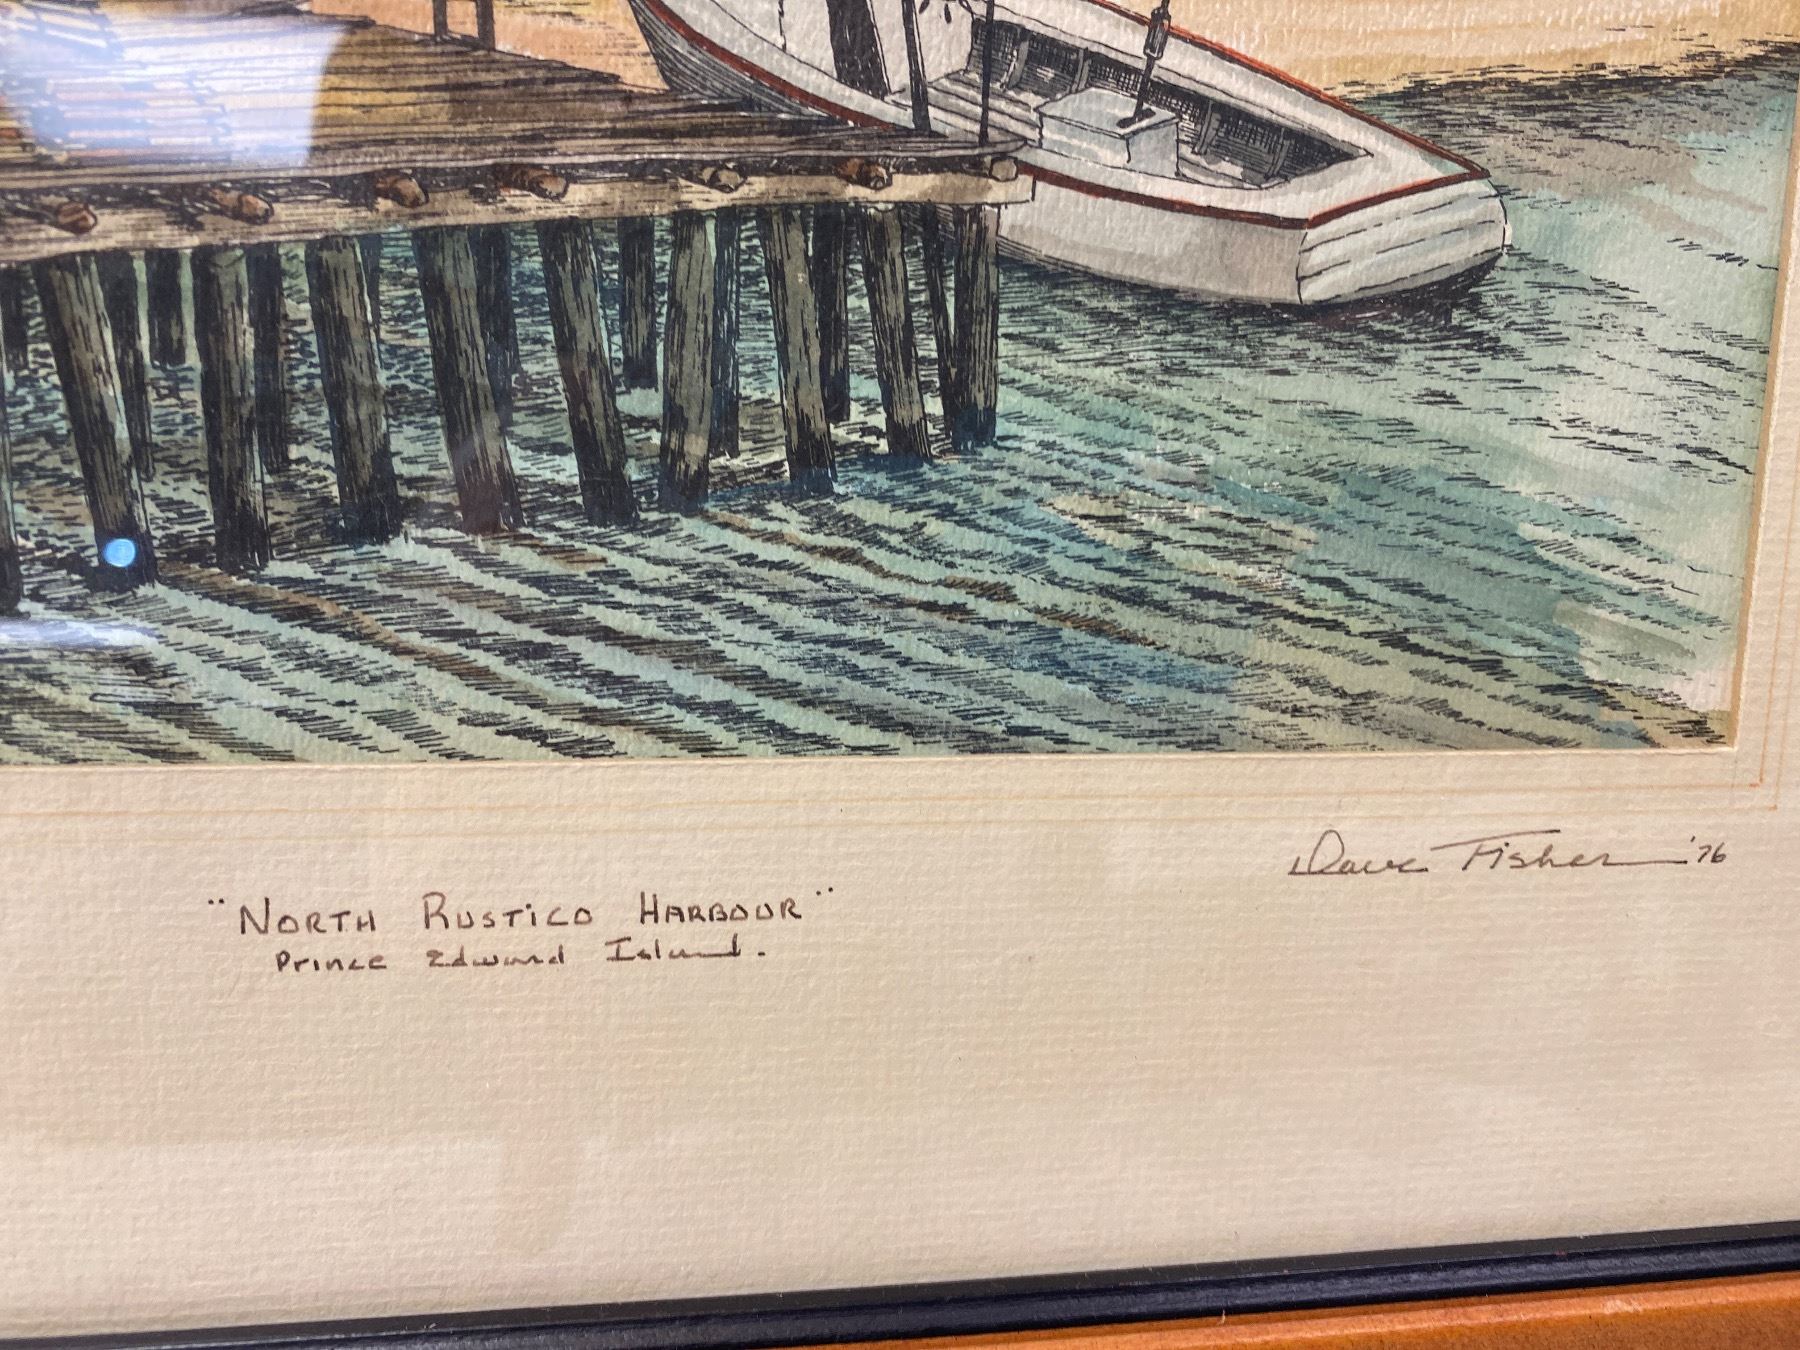 Dave Fisher '76
"NORTH RUSTICO HARBOUR"
Prince Edward Island.